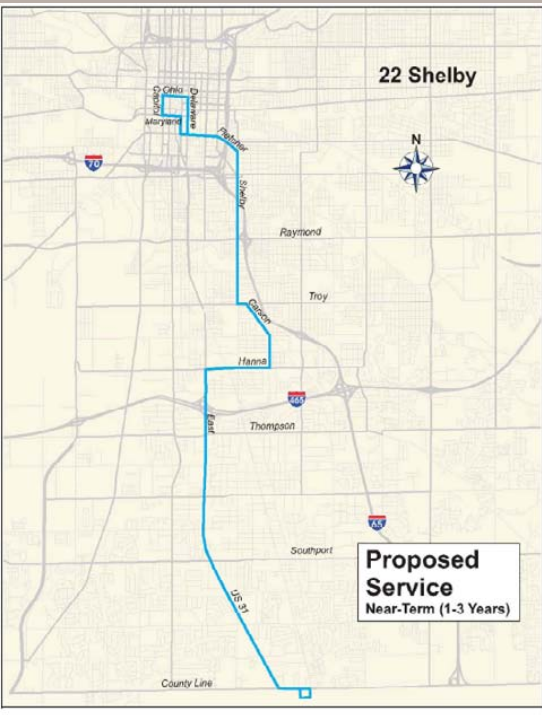 22 Shelby
N
Ohio
Capitol
Delaware
Maryland
Fletcher
70
Shelby
Raymond
Troy
Carson
Hanna
465
East
Thompson
65
Southport
Proposed
Service
Near-Term (1-3 Years)
US 31
County Line